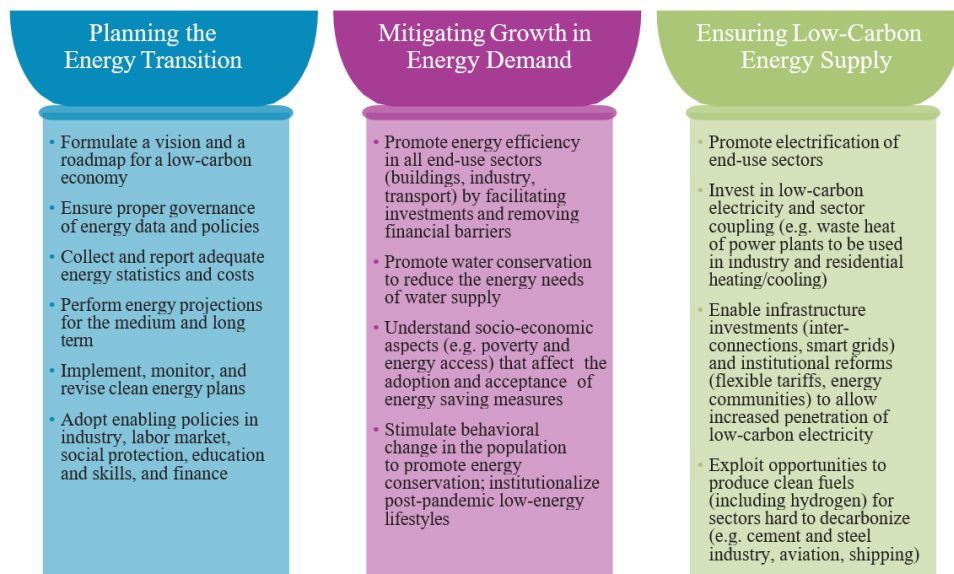 Planning the
Energy Transition
• Formulate a vision and a
roadmap for a low-carbon
economy
• Ensure proper governance
of energy data and policies
• Collect and report adequate
energy statistics and costs
• Perform energy projections
for the medium and long
term
• Implement, monitor, and
revise clean energy plans
• Adopt enabling policies in
industry, labor market,
social protection, education
and skills, and finance
Mitigating Growth in
Energy Demand
• Promote energy efficiency
in all end-use sectors
(buildings, industry,
transport) by facilitating
investments and removing
financial barriers
• Promote water conservation
to reduce the energy needs
of water supply
• Understand socio-economic
aspects (e.g. poverty and
energy access) that affect the
adoption and acceptance of
energy saving measures
• Stimulate behavioral
change in the population
to promote energy
conservation; institutionalize
post-pandemic low-energy
lifestyles
Ensuring Low-Carbon
Energy Supply
• Promote electrification of
end-use sectors
• Invest in low-carbon
electricity and sector
coupling (e.g. waste heat
of power plants to be used
in industry and residential
heating/cooling)
• Enable infrastructure
investments (inter-
connections, smart grids)
and institutional reforms
(flexible tariffs, energy
communities) to allow
increased penetration of
low-carbon electricity
• Exploit opportunities to
produce clean fuels
(including hydrogen) for
sectors hard to decarbonize
(e.g. cement and steel
industry, aviation, shipping)